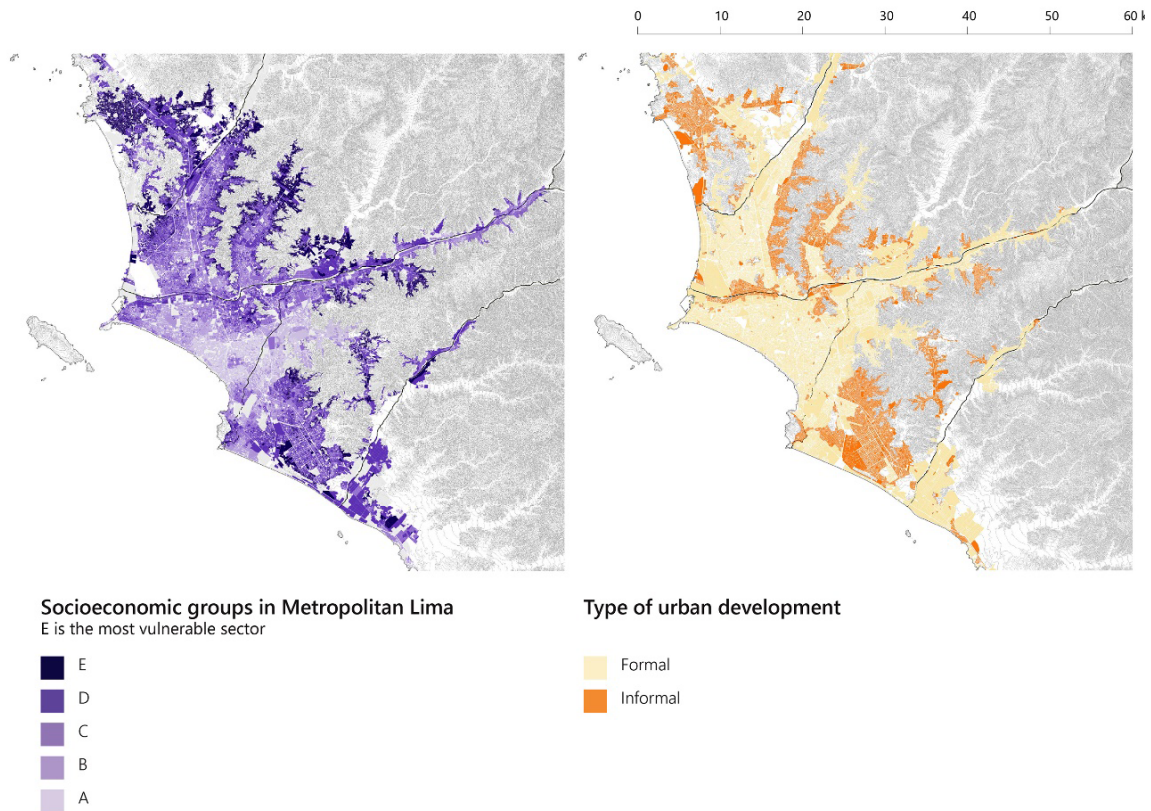 0 10 20 30 40 50 60 k
Socioeconomic groups in Metropolitan Lima
E is the most vulnerable sector
E
D
C
B
A
Type of urban development
Formal
Informal